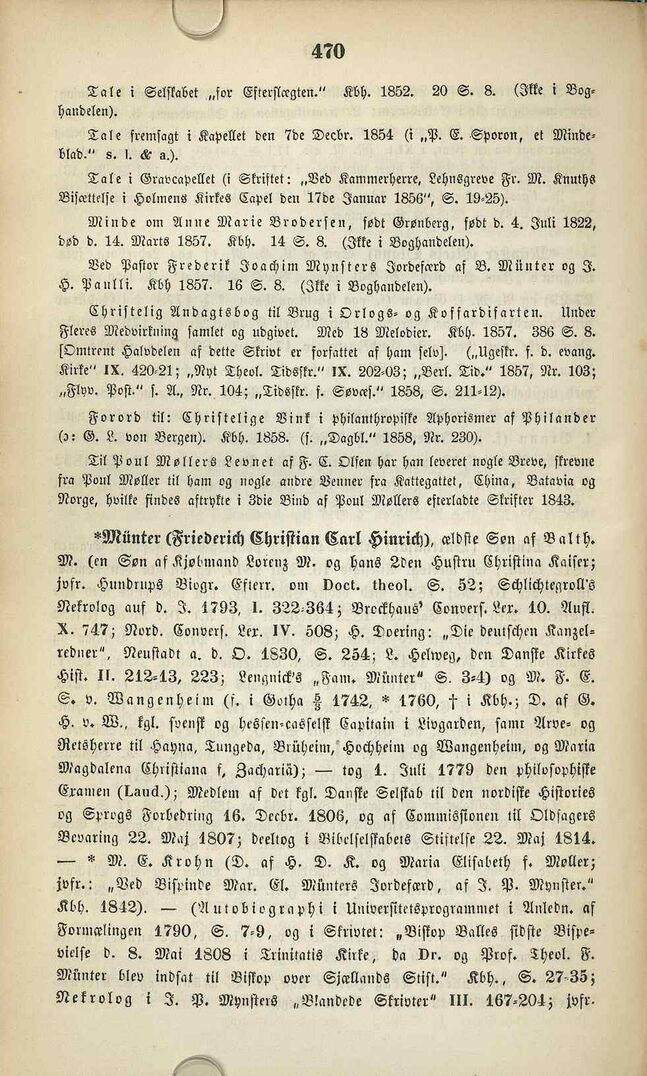 470
Tale i Selskabet „for Efterslægten.“ Kbh. 1852. 20 S. 8. (Ikke i Bog-
handelen).
Tale fremsagt i Kapellet den 7de Decbr. 1854 (i „P. C. Sporon, et Minde-
blad.“ s. l. & a.).
Tale i Gravcapellet (i Skriftet: „Ved Kammerherre, Lehnsgreve Fr. M. Knuths
Bisættelse i Holmens Kirkes Capel den 17de Januar 1856“, S. 19-25).
Minde om Anne Marie Brodersen, født Grønberg, født d. 4. Juli 1822,
død d. 14. Marts 1857. Kbh. 14 S. 8. (Ikke i Boghandelen).
Ved Pastor Frederik Joachim Mynsters Jordefærd af B. Münter og J.
H. Paulli. Kbh 1857. 16 S. 8. (Ikke i Boghandelen).
Christelig Andagtsbog til Brug i Orlogs- og Koffardifarten. Under
Fleres Medvirkning samlet og udgivet. Med 18 Melodier. Kbh. 1857. 386 S. 8.
[Omtrent Halvdelen af dette Skrivt er forfattet af ham selv]. („Ugeskr. f. d. evang.
Kirke“ IX. 420-21; „Nyt Theol. Tidsskr.“ IX. 202-03; „Berl. Tid.“ 1857, Nr. 103;
„Flyv. Post.“ s. A., Nr. 104; „Tidsskr. f. Søvæs.“ 1858, S. 211-12).
Forord til: Christelige Vink i philanthropiske Aphorismer af Philander
(ɔ: G. L. von Bergen). Kbh. 1858. (s. „Dagbl.“ 1858, Nr. 230).
Til Poul Møllers Levnet af F. C. Olsen har han leveret nogle Breve, skrevne
fra Poul Møller til ham og nogle andre Venner fra Kattegattet, China, Batavia og
Norge, hvilke findes aftrykte i 3die Bind af Poul Møllers efterladte Skrifter 1843.
*Münter (Friederich Christian Carl Hinrich), ældste Søn af Balth.
M. (en Søn af Kjøbmand Lorenz M. og hans 2den Hustru Christina Kaiser;
jvfr. Hundrups Biogr. Efterr. om Doct. theol. S. 52; Schlichtegroll's
Nekrolog auf d. J. 1793, I. 322-364; Brockhaus' Convers. Lex. 10. Aufl.
X. 747; Nord. Convers. Lex. IV. 508; H. Doering: „Die deutschen Kanzel-
redner“, Neustadt a. d. O. 1830, S. 254; L. Helweg, den Danske Kirkes
Hist. II. 212-13, 223; Lengnick's „Fam. Münter“ S. 3-4) og M. F. C.
S. v. Wangenheim (f. i Gotha 5/3 1742, * 1760, † i Kbh.; D. af G.
H. v. W., kgl. svensk og hessen-casselsk Capitain i Livgarden, samt Arve- og
Retsherre til Hayna, Tungeda, Brüheim, Hochheim og Wangenheim, og Maria
Magdalena Christiana f, Zachariä); — tog 1. Juli 1779 den philosophiske
Examen (Laud.); Medlem af det kgl. Danske Selskab til den nordiske Histories
og Sprogs Forbedring 16. Decbr. 1806, og af Commissionen til Oldsagers
Bevaring 22. Maj 1807; deeltog i Bibelselskabets Stiftelse 22. Maj 1814.
— * M. E. Krohn (D. af H. D. K. og Maria Elisabeth f. Møller;
jvfr.: „Ved Bispinde Mar. El. Münters Jordefærd, af J. P. Mynster.“
Kbh. 1842). — (Autobiographi i Universitetsprogrammet i Anledn. af
Formælingen 1790, S. 7-9, og i Skrivtet: „Biskop Balles sidste Bispe-
vielse d. 8. Mai 1808 i Trinitatis Kirke, da Dr. og Prof. Theol. F.
Münter blev indsat til Biskop over Sjællands Stift.“ Kbh., S. 27-35;
Nekrolog i J. P. Mynsters „Blandede Skrivter“ III. 167-204; jvfr.